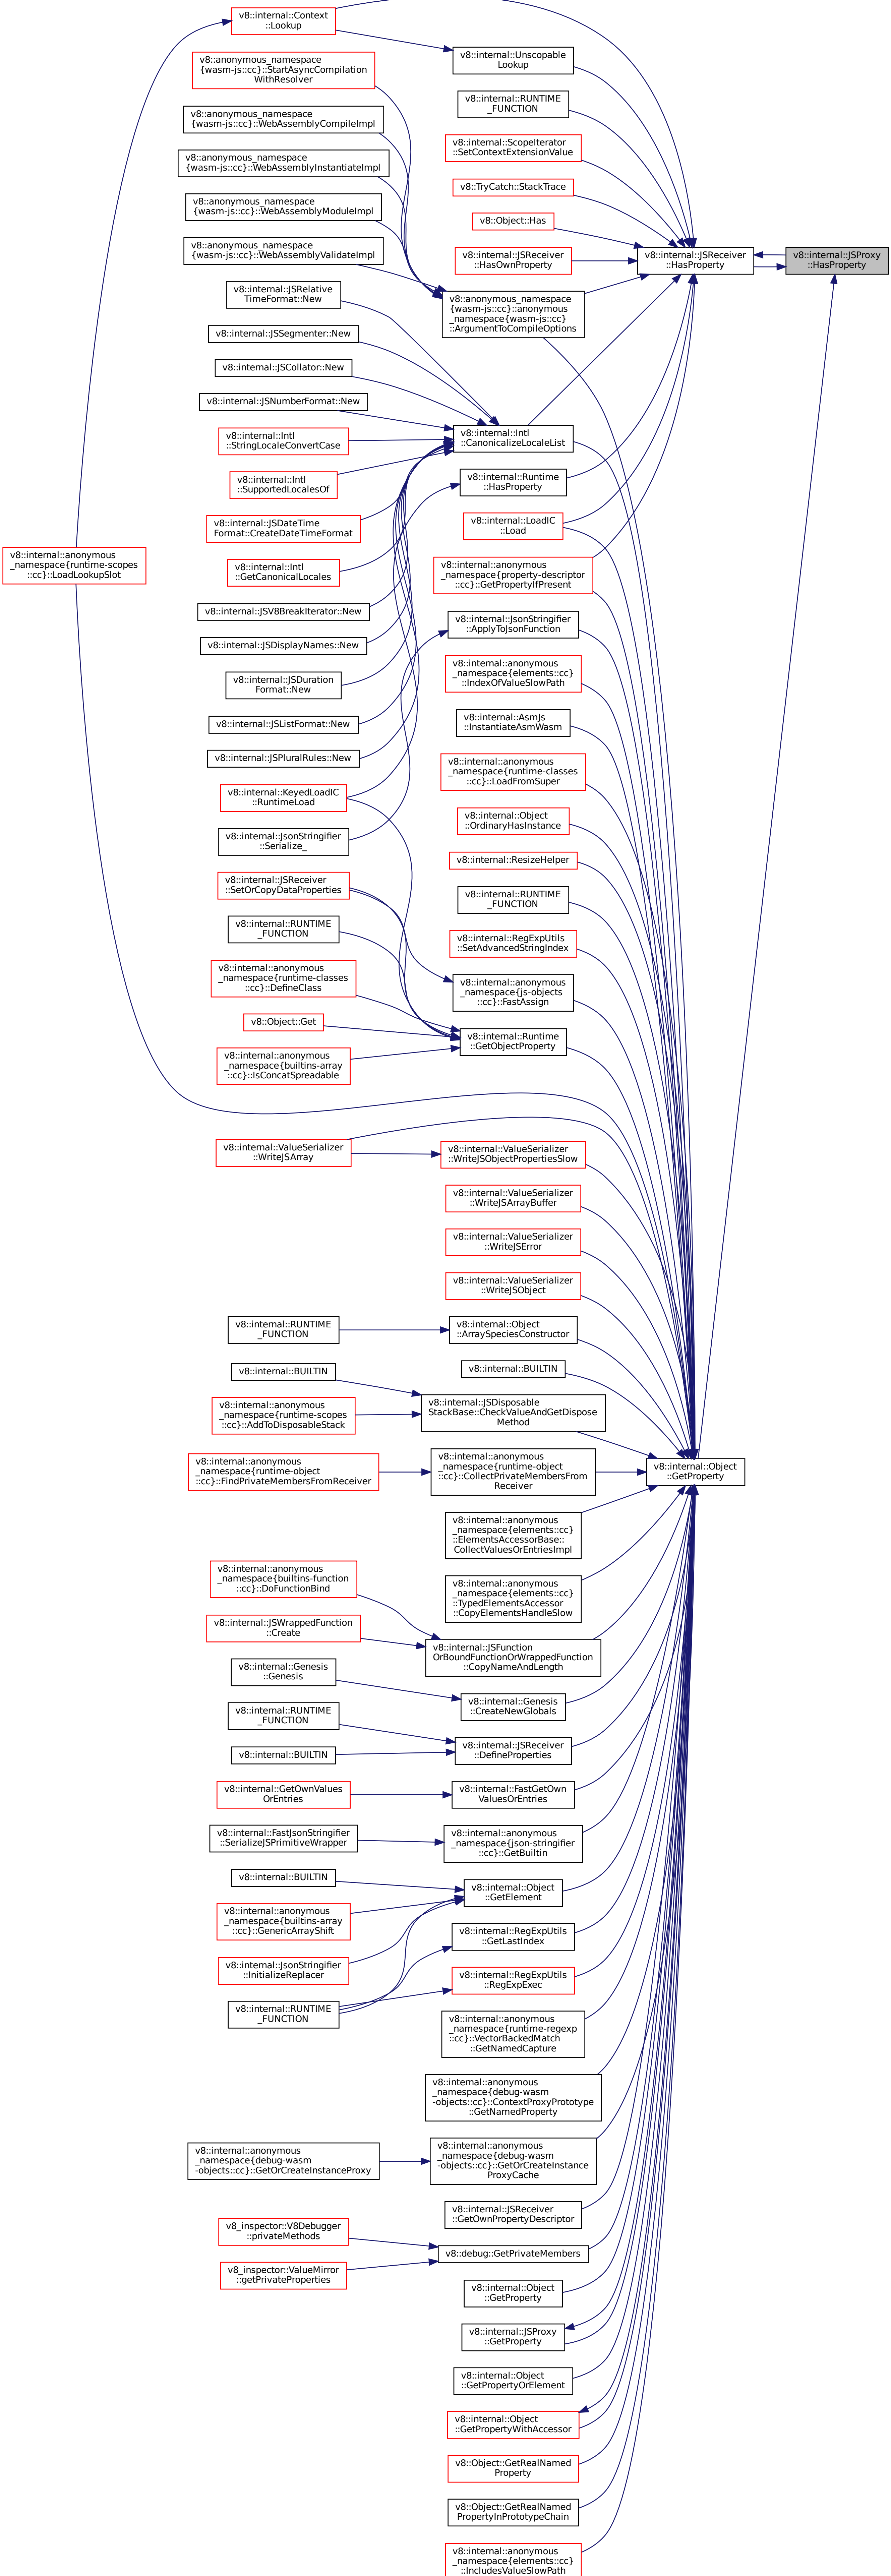 v8::internal::Context
::Lookup
v8::internal::Unscopable
Lookup
v8::anonymous_namespace
{wasm-js::cc}::StartAsyncCompilation
WithResolver
v8::internal::RUNTIME
_FUNCTION
v8::anonymous_namespace
{wasm-js::cc}::WebAssemblyCompileImpl
v8::internal::ScopeIterator
::SetContextExtensionValue
v8::anonymous_namespace
{wasm-js::cc}::WebAssemblyInstantiateImpl
v8::TryCatch::StackTrace
v8::anonymous_namespace
{wasm-js::cc}::WebAssemblyModuleImpl
v8::Object::Has
v8::anonymous_namespace
{wasm-js::cc}::WebAssemblyValidateImpl
v8::internal::JSReceiver
::HasOwnProperty
v8::internal::JSReceiver
::HasProperty
v8::internal::JSProxy
::HasProperty
v8::internal::JSRelative
TimeFormat::New
v8::anonymous_namespace
{wasm-js::cc}::anonymous
_namespace{wasm-js::cc}
::ArgumentToCompileOptions
v8::internal::JSSegmenter::New
v8::internal::JSCollator::New
v8::internal::JSNumberFormat::New
v8::internal::Intl
::StringLocaleConvertCase
v8::internal::Intl
::CanonicalizeLocaleList
v8::internal::Intl
::SupportedLocalesOf
v8::internal::Runtime
::HasProperty
v8::internal::JSDateTime
Format::CreateDateTimeFormat
v8::internal::LoadIC
::Load
v8::internal::anonymous
_namespace{runtime-scopes
::cc}::LoadLookupSlot
v8::internal::Intl
::GetCanonicalLocales
v8::internal::anonymous
_namespace{property-descriptor
::cc}::GetPropertyIfPresent
v8::internal::JSV8BreakIterator::New
v8::internal::JsonStringifier
::ApplyToJsonFunction
v8::internal::JSDisplayNames::New
v8::internal::anonymous
_namespace{elements::cc}
::IndexOfValueSlowPath
v8::internal::JSDuration
Format::New
v8::internal::JSListFormat::New
v8::internal::AsmJs
::InstantiateAsmWasm
v8::internal::JSPluralRules::New
v8::internal::anonymous
_namespace{runtime-classes
::cc}::LoadFromSuper
v8::internal::KeyedLoadIC
::RuntimeLoad
v8::internal::Object
::OrdinaryHasInstance
v8::internal::JsonStringifier
::Serialize_
v8::internal::ResizeHelper
v8::internal::JSReceiver
::SetOrCopyDataProperties
v8::internal::RUNTIME
_FUNCTION
v8::internal::RUNTIME
_FUNCTION
v8::internal::RegExpUtils
::SetAdvancedStringIndex
v8::internal::anonymous
_namespace{runtime-classes
::cc}::DefineClass
v8::internal::anonymous
_namespace{js-objects
::cc}::FastAssign
v8::Object::Get
v8::internal::Runtime
::GetObjectProperty
v8::internal::anonymous
_namespace{builtins-array
::cc}::IsConcatSpreadable
v8::internal::ValueSerializer
::WriteJSArray
v8::internal::ValueSerializer
::WriteJSObjectPropertiesSlow
v8::internal::ValueSerializer
::WriteJSArrayBuffer
v8::internal::ValueSerializer
::WriteJSError
v8::internal::ValueSerializer
::WriteJSObject
v8::internal::RUNTIME
_FUNCTION
v8::internal::Object
::ArraySpeciesConstructor
v8::internal::BUILTIN
v8::internal::BUILTIN
v8::internal::anonymous
_namespace{runtime-scopes
::cc}::AddToDisposableStack
v8::internal::JSDisposable
StackBase::CheckValueAndGetDispose
Method
v8::internal::anonymous
_namespace{runtime-object
::cc}::FindPrivateMembersFromReceiver
v8::internal::anonymous
_namespace{runtime-object
::cc}::CollectPrivateMembersFrom
Receiver
v8::internal::Object
::GetProperty
v8::internal::anonymous
_namespace{elements::cc}
::ElementsAccessorBase::
CollectValuesOrEntriesImpl
v8::internal::anonymous
_namespace{builtins-function
::cc}::DoFunctionBind
v8::internal::anonymous
_namespace{elements::cc}
::TypedElementsAccessor
::CopyElementsHandleSlow
v8::internal::JSWrappedFunction
::Create
v8::internal::JSFunction
OrBoundFunctionOrWrappedFunction
::CopyNameAndLength
v8::internal::Genesis
::Genesis
v8::internal::Genesis
::CreateNewGlobals
v8::internal::RUNTIME
_FUNCTION
v8::internal::JSReceiver
::DefineProperties
v8::internal::BUILTIN
v8::internal::GetOwnValues
OrEntries
v8::internal::FastGetOwn
ValuesOrEntries
v8::internal::FastJsonStringifier
::SerializeJSPrimitiveWrapper
v8::internal::anonymous
_namespace{json-stringifier
::cc}::GetBuiltin
v8::internal::BUILTIN
v8::internal::Object
::GetElement
v8::internal::anonymous
_namespace{builtins-array
::cc}::GenericArrayShift
v8::internal::RegExpUtils
::GetLastIndex
v8::internal::JsonStringifier
::InitializeReplacer
v8::internal::RegExpUtils
::RegExpExec
v8::internal::RUNTIME
_FUNCTION
v8::internal::anonymous
_namespace{runtime-regexp
::cc}::VectorBackedMatch
::GetNamedCapture
v8::internal::anonymous
_namespace{debug-wasm
-objects::cc}::ContextProxyPrototype
::GetNamedProperty
v8::internal::anonymous
_namespace{debug-wasm
-objects::cc}::GetOrCreateInstanceProxy
v8::internal::anonymous
_namespace{debug-wasm
-objects::cc}::GetOrCreateInstance
ProxyCache
v8::internal::JSReceiver
::GetOwnPropertyDescriptor
v8_inspector::V8Debugger
::privateMethods
v8::debug::GetPrivateMembers
v8_inspector::ValueMirror
::getPrivateProperties
v8::internal::Object
::GetProperty
v8::internal::JSProxy
::GetProperty
v8::internal::Object
::GetPropertyOrElement
v8::internal::Object
::GetPropertyWithAccessor
v8::Object::GetRealNamed
Property
v8::Object::GetRealNamed
PropertyInPrototypeChain
v8::internal::anonymous
_namespace{elements::cc}
::IncludesValueSlowPath